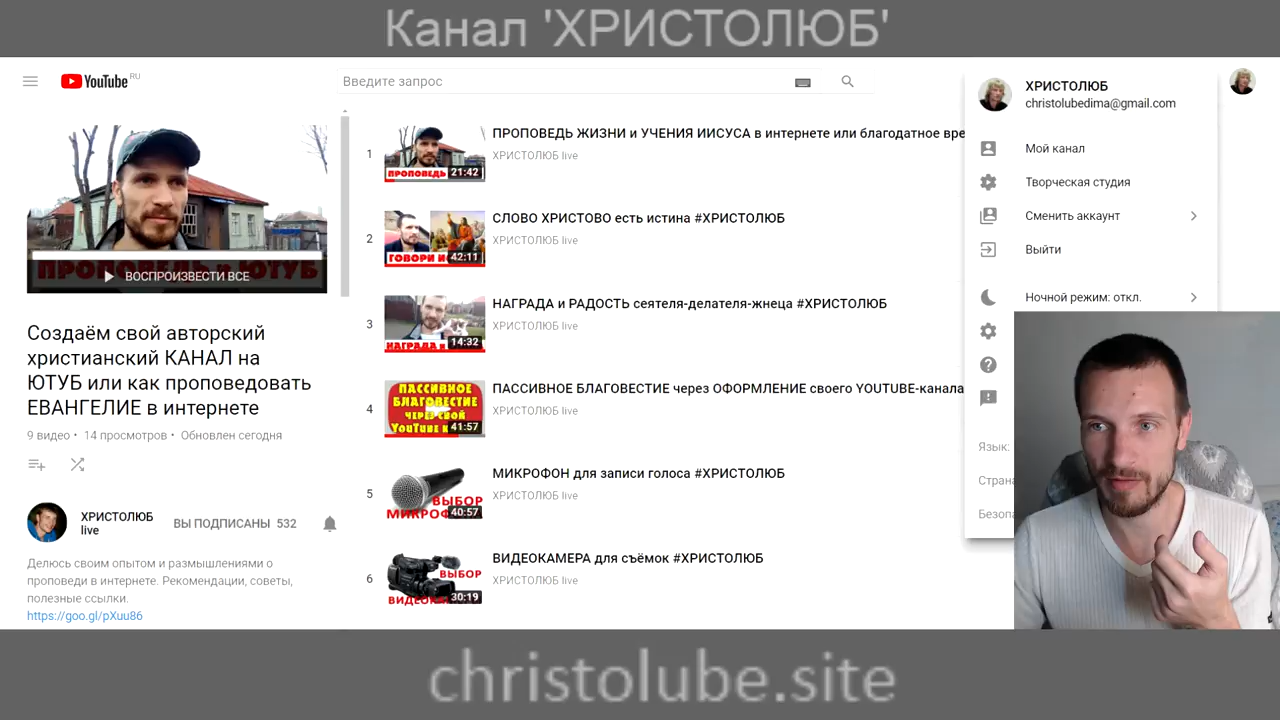 Канал 'ХРИСТОЛЮБ'
YouTube RU
Введите запрос
ХРИСТОЛЮБ
christolubedima@gmail.com
Мой канал
Творческая студия
Сменить аккаунт
Выйти
Ночной режим: откл.
Язык:
Страна
Безопа
ПРОПОВЕДЬ в ЮТУБ
ВОСПРОИЗВЕСТИ ВСЕ
Создаём свой авторский
христианский КАНАЛ на
ЮТУБ или как проповедовать
ЕВАНГЕЛИЕ в интернете
9 видео • 14 просмотров • Обновлен сегодня
ХРИСТОЛЮБ
live
ВЫ ПОДПИСАНЫ 532
Делюсь своим опытом и размышлениями о
проповеди в интернете. Рекомендации, советы,
полезные ссылки.
https://goo.gl/pXuu86
1
ПРОПОВЕДЬ
21:42
ПРОПОВЕДЬ ЖИЗНИ и УЧЕНИЯ ИИСУСА в интернете или благодатное вре
ХРИСТОЛЮБ live
2
ГОВОРИ
42:11
СЛОВО ХРИСТОВО есть истина #ХРИСТОЛЮБ
ХРИСТОЛЮБ live
3
НАГРАДА
14:32
НАГРАДА и РАДОСТЬ сеятеля-делателя-жнеца #ХРИСТОЛЮБ
ХРИСТОЛЮБ live
4
ПАССИВНОЕ
БЛАГОВЕСТИЕ
ЧЕРЕЗ СВОЙ
YouTube
41:57
ПАССИВНОЕ БЛАГОВЕСТИЕ через ОФОРМЛЕНИЕ своего YOUTUBE-канала
ХРИСТОЛЮБ live
5
ВЫБОР
МИКРОФОН
40:57
МИКРОФОН для записи голоса #ХРИСТОЛЮБ
ХРИСТОЛЮБ live
6
ВЫБОР
30:19
ВИДЕОКАМЕРА для съёмок #ХРИСТОЛЮБ
ХРИСТОЛЮБ live
christolube.site